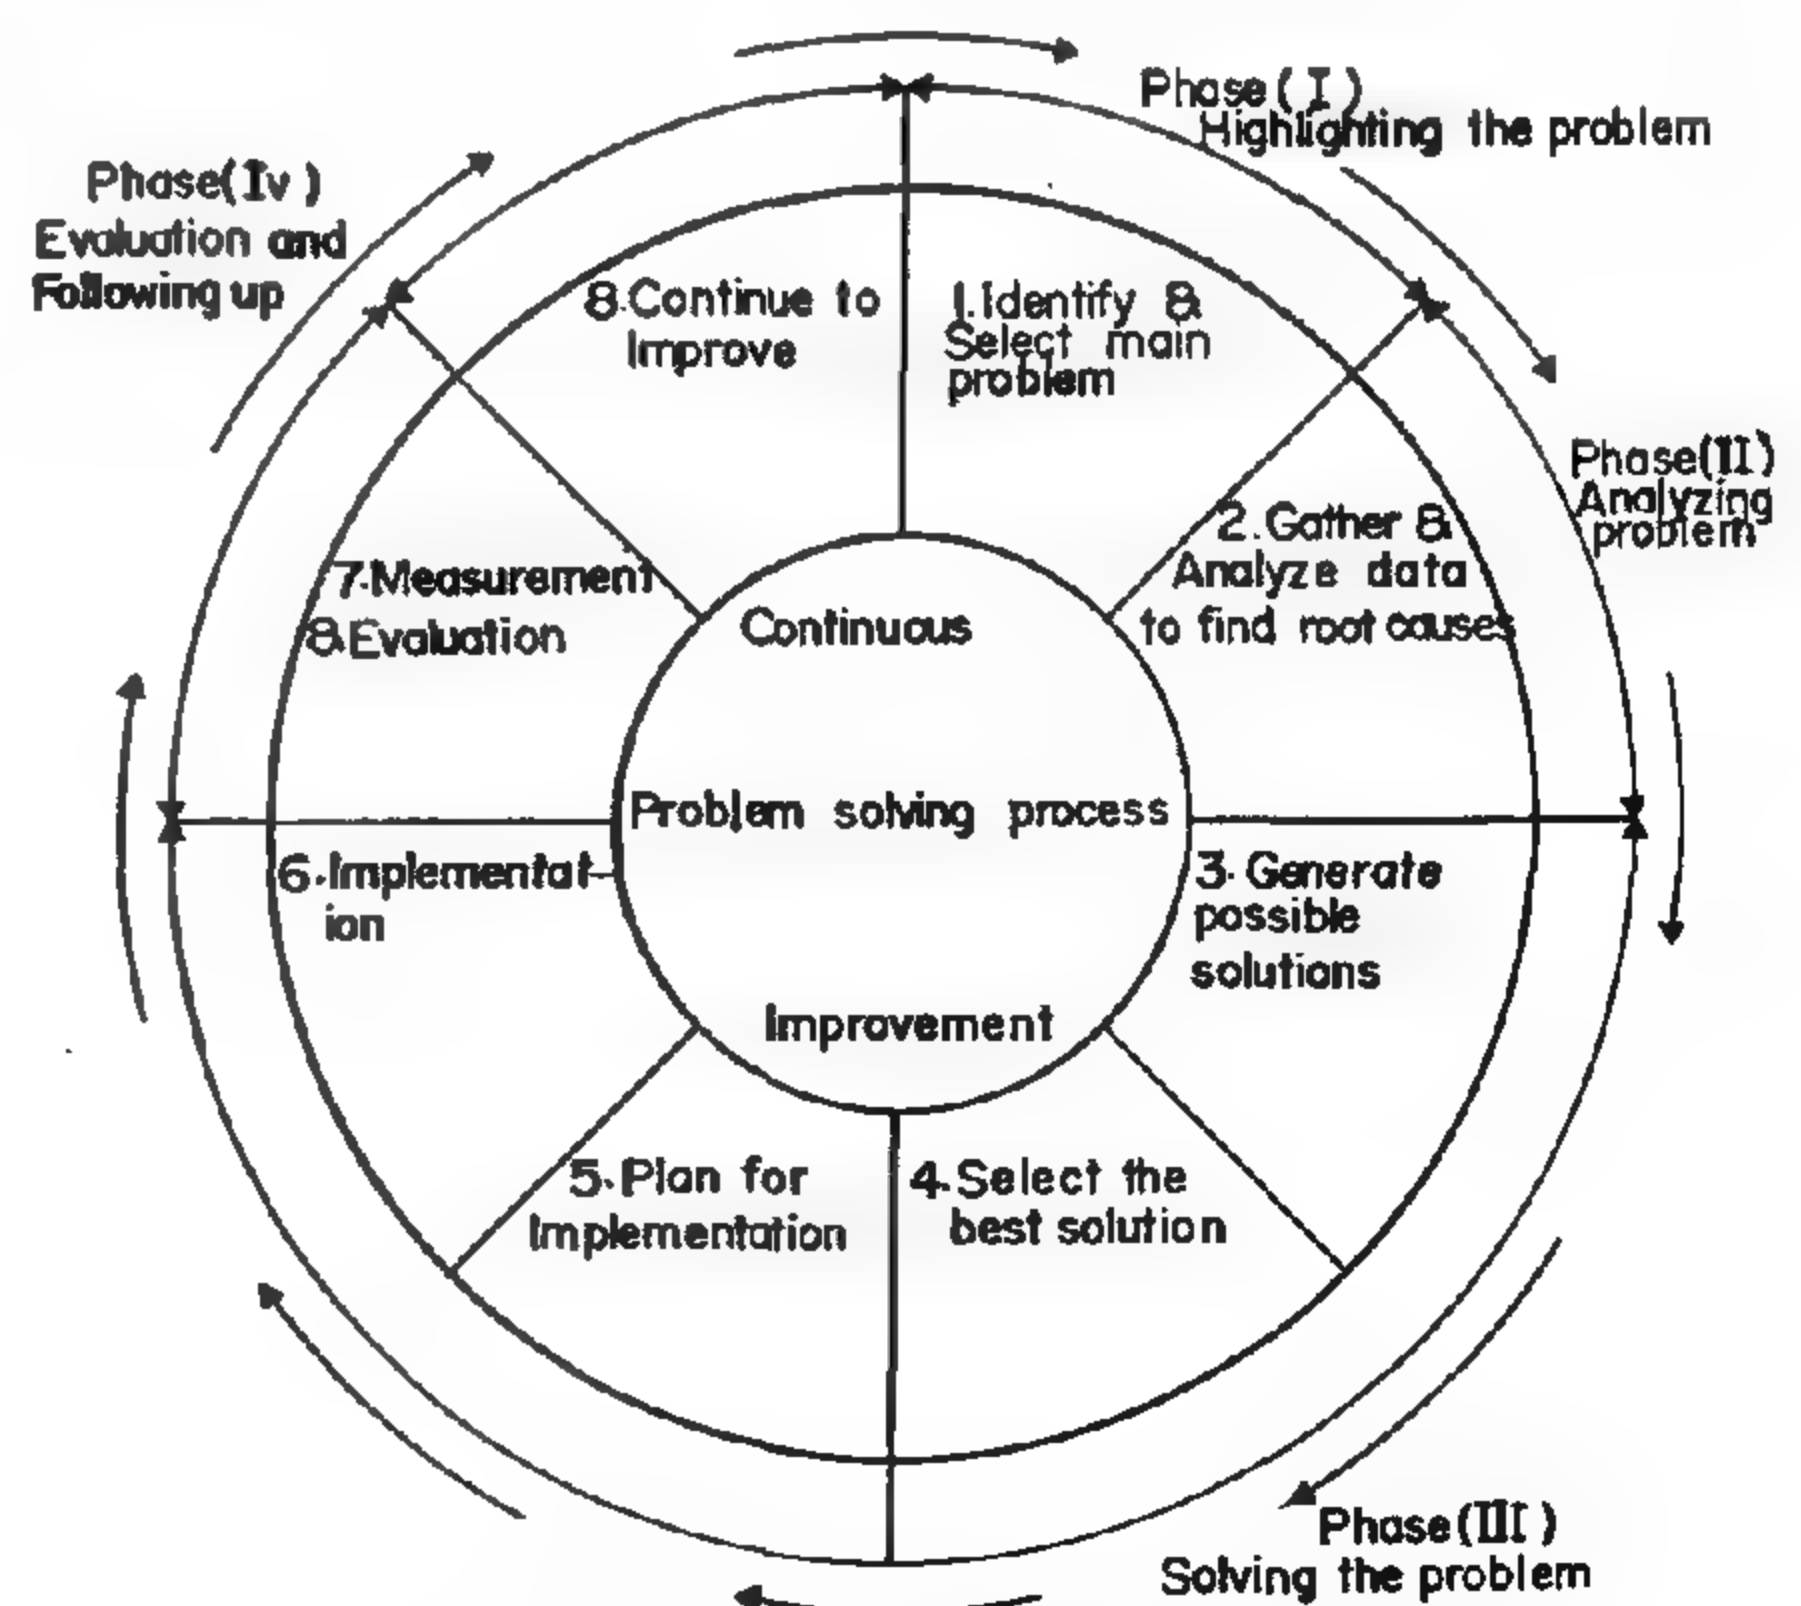 Phase(I)
Highlighting the problem
Phase(Iv)
Evaluation and
Following up
8.Continue to
Improve
1.Identify &
Select main
problem
Phase(II)
Analyzing
problem
2.Gather &
Analyze data
to find root causes
7.Measurement
& Evaluation
Continuous
Problem solving process
Improvement
6.Implementat-
ion
3. Generate
possible
solutions
5.Plan for
Implementation
4.Select the
best solution
Phase(III)
Solving the problem